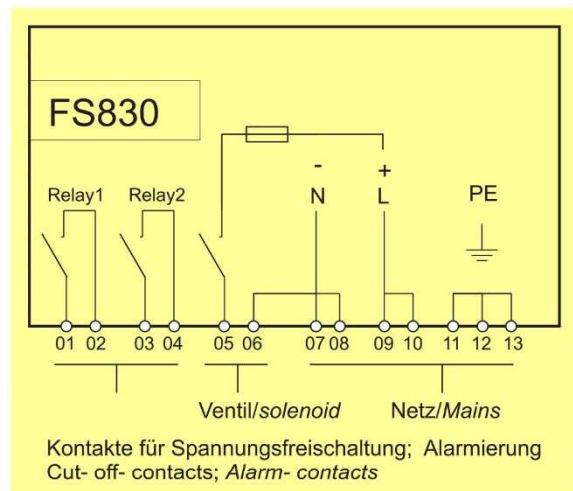 FS830
- +
Relay1 Relay2 N L PE
01 02 03 04 05 06 07 08 09 10 11 12 13
Ventil/solenoid Netz/Mains
Kontakte für Spannungsfreischaltung; Alarmierung
Cut- off- contacts; Alarm- contacts